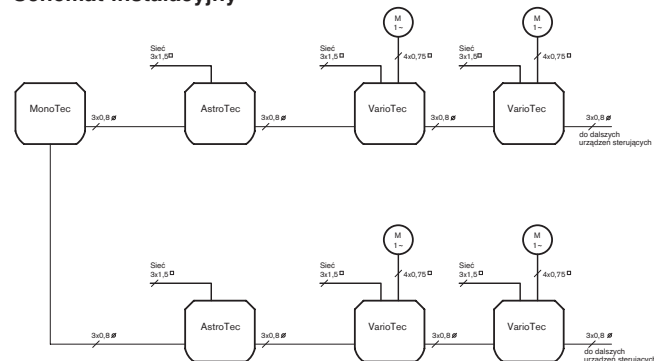 Schemat instalacyjny
M
1~
M
1~
Sieć
3x1,5□
Sieć
3x1,5□
4x0,75□
Sieć
3x1,5□
4x0,75□
MonoTec
AstroTec
VarioTec
VarioTec
3x0,8 ø
3x0,8 ø
3x0,8 ø
3x0,8 ø
do dalszych
urządzeń sterujących
M
1~
M
1~
Sieć
3x1,5□
Sieć
3x1,5□
4x0,75□
Sieć
3x1,5□
4x0,75□
AstroTec
VarioTec
VarioTec
3x0,8 ø
3x0,8 ø
3x0,8 ø
3x0,8 ø
do dalszych
urządzeń sterujących